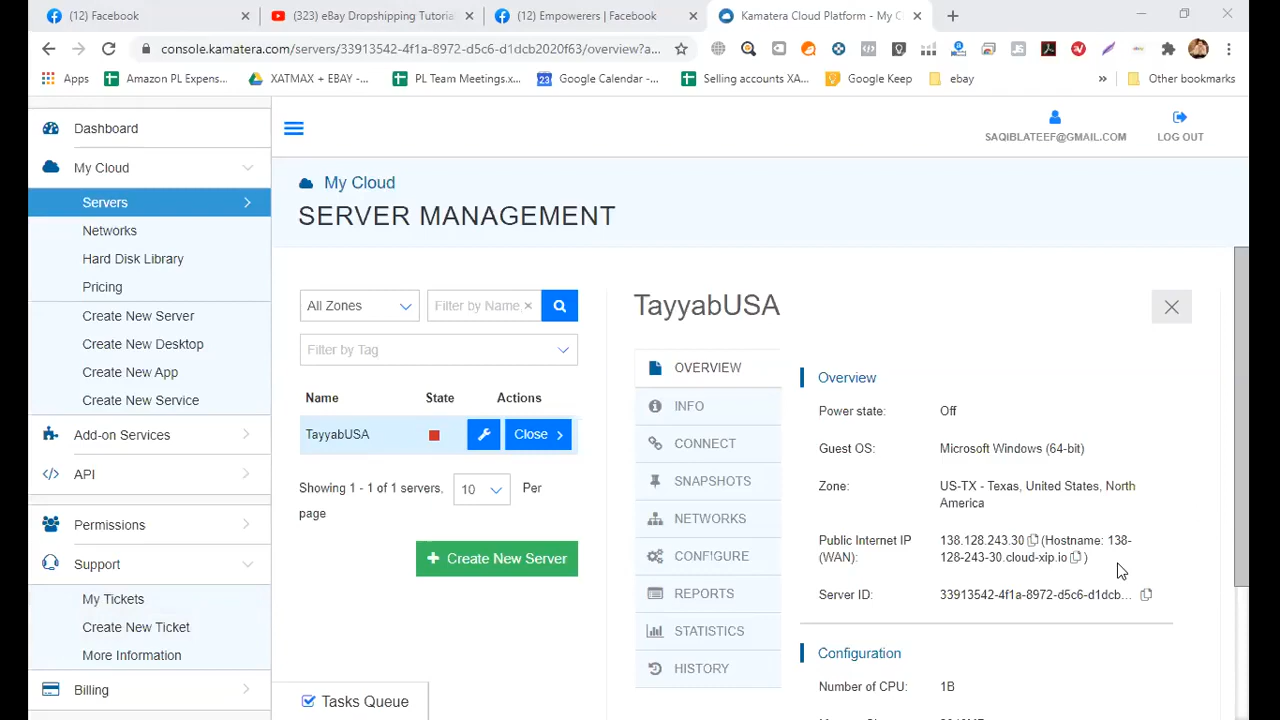 (12) Facebook
(323) eBay Dropshipping Tutorial
(12) Empowerers | Facebook
Kamatera Cloud Platform - My C
console.kamatera.com/servers/33913542-4f1a-8972-d5c6-d1dcb2020f63/overview?a...
Apps
Amazon PL Expens...
XATMAX + EBAY -...
PL Team Meetings.x...
23
Google Calendar -...
Selling accounts XA...
Google Keep
ebay
»
Other bookmarks
Dashboard
My Cloud
Servers
Networks
Hard Disk Library
Pricing
Create New Server
Create New Desktop
Create New App
Create New Service
Add-on Services
API
Permissions
Support
My Tickets
Create New Ticket
More Information
Billing
SAQIBLATEEF@GMAIL.COM
LOG OUT
My Cloud
SERVER MANAGEMENT
All Zones
Filter by Name
Filter by Tag
Name State Actions
TayyabUSA Close
Showing 1 - 1 of 1 servers. 10 Per
page
+ Create New Server
Tasks Queue
TayyabUSA
OVERVIEW
INFO
CONNECT
SNAPSHOTS
NETWORKS
CONFIGURE
REPORTS
STATISTICS
HISTORY
Overview
Power state: Off
Guest OS: Microsoft Windows (64-bit)
Zone: US-TX - Texas, United States, North
America
Public Internet IP 138.128.243.30 (Hostname: 138-
(WAN): 128-243-30.cloud-xip.io )
Server ID: 33913542-4f1a-8972-d5c6-d1dcb...
Configuration
Number of CPU: 1B